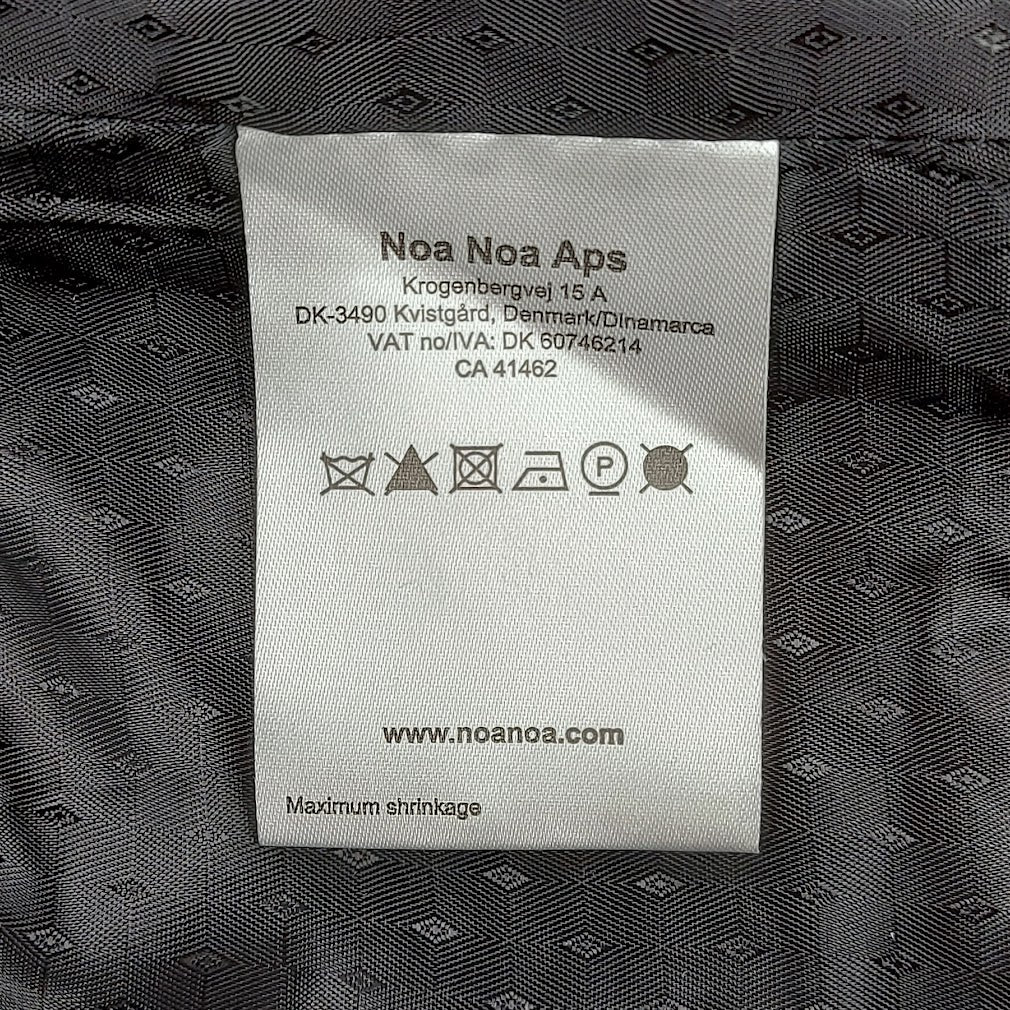 Noa Noa Aps
Krogenbergvej 15 A
DK-3490 Kvistgård, Denmark/Dinamarca
VAT no/IVA: DK 60746214
CA 41462
P
www.noanoa.com
Maximum shrinkage